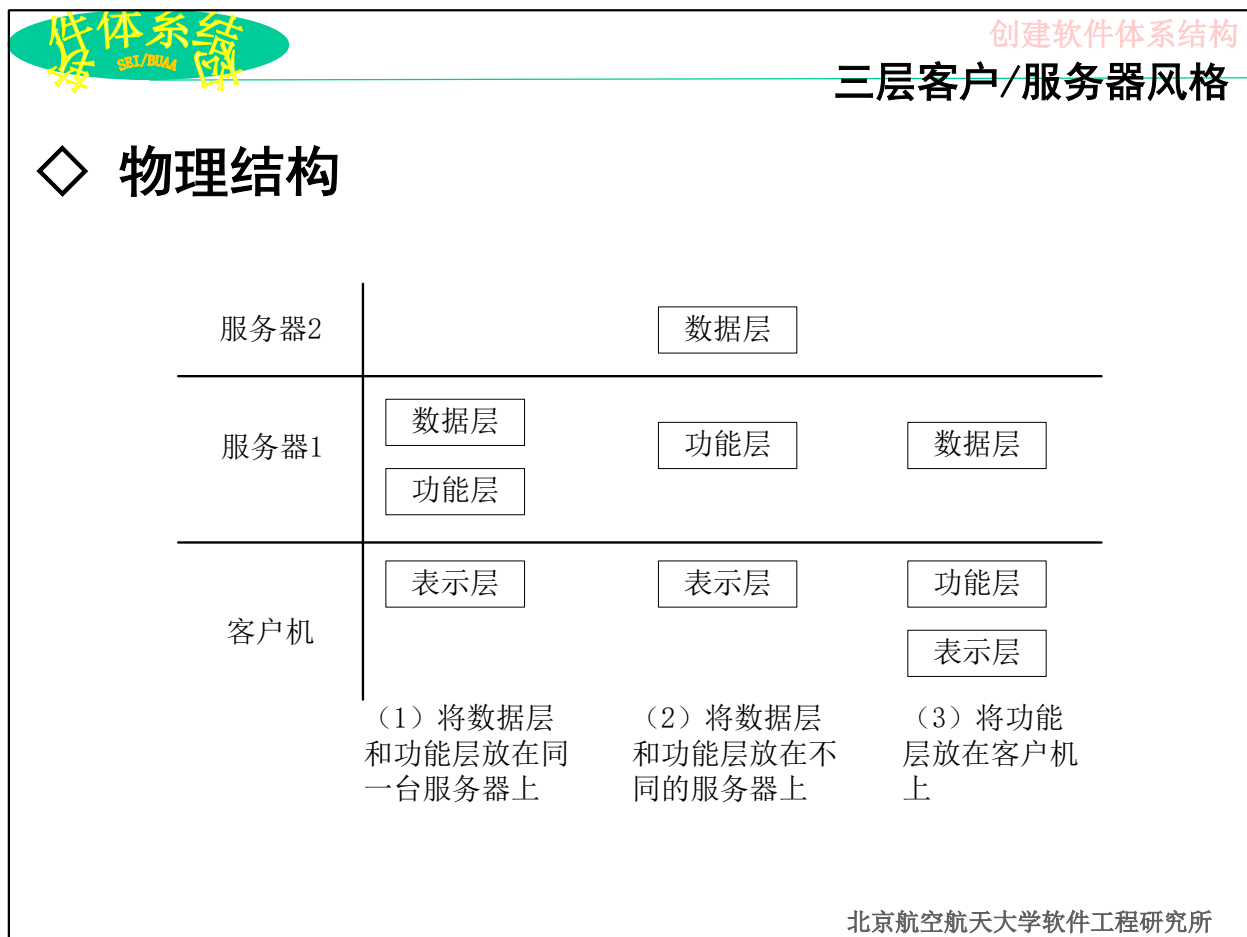 软件体系结构
SEI/BUAA
创建软件体系结构
三层客户/服务器风格
◇ 物理结构
服务器2
数据层
服务器1
数据层
功能层
功能层
数据层
客户机
表示层
表示层
功能层
表示层
（1）将数据层
和功能层放在同
一台服务器上
（2）将数据层
和功能层放在不
同的服务器上
（3）将功能
层放在客户机
上
北京航空航天大学软件工程研究所